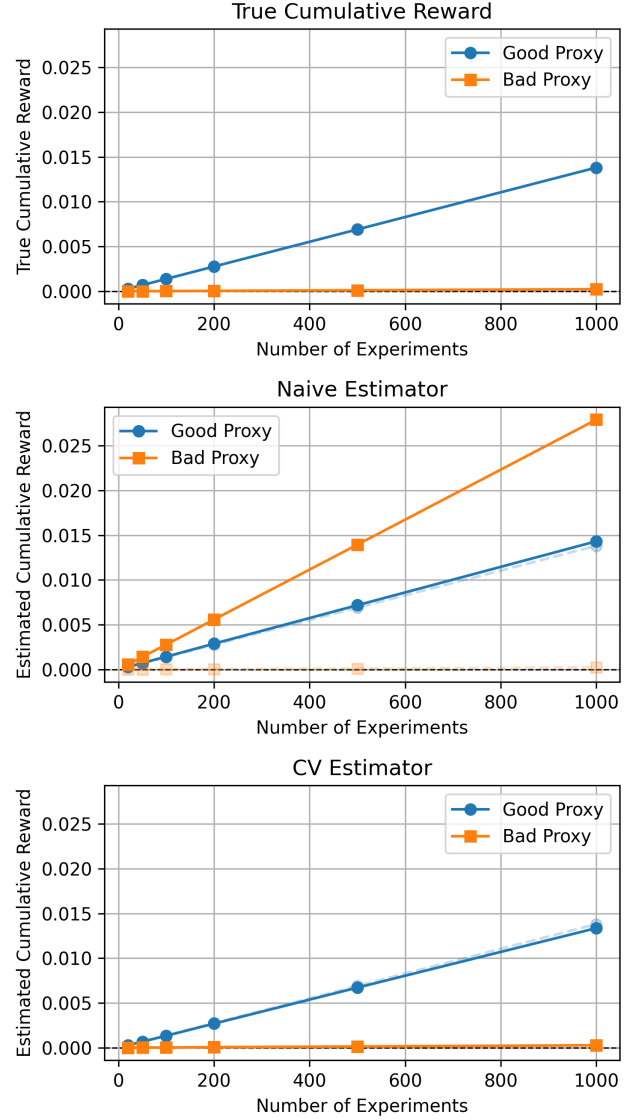 True Cumulative Reward
True Cumulative Reward
0.025
0.020
0.015
0.010
0.005
0.000
Good Proxy
Bad Proxy
0 200 400 600 800 1000
Number of Experiments
Naive Estimator
Estimated Cumulative Reward
0.025
0.020
0.015
0.010
0.005
0.000
Good Proxy
Bad Proxy
0 200 400 600 800 1000
Number of Experiments
CV Estimator
Estimated Cumulative Reward
0.025
0.020
0.015
0.010
0.005
0.000
Good Proxy
Bad Proxy
0 200 400 600 800 1000
Number of Experiments